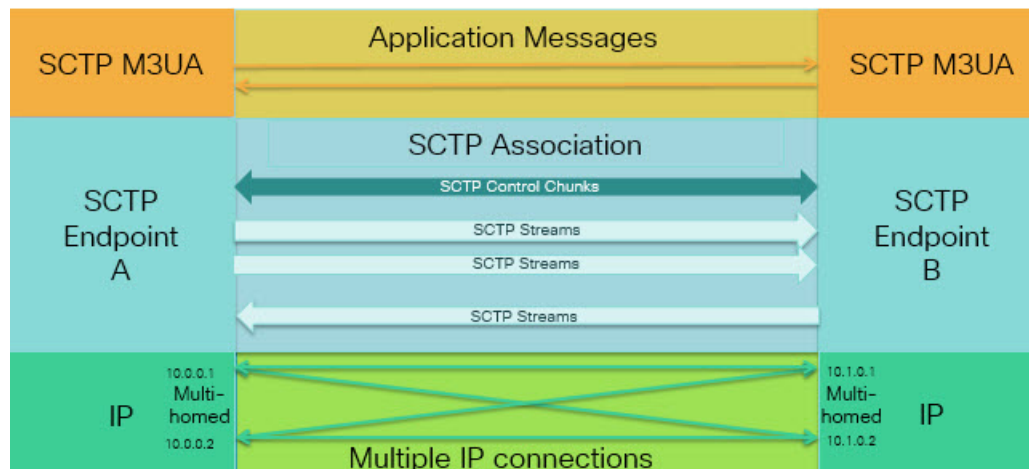 Application Messages
SCTP M3UA
SCTP M3UA
SCTP Association
SCTP Control Chunks
SCTP
Endpoint
A
SCTP Streams
SCTP Streams
SCTP Streams
SCTP
Endpoint
B
10.0.0.1
Multi-
homed
IP
10.0.0.2
10.1.0.1
Multi-
homed
IP
10.1.0.2
Multiple IP connections